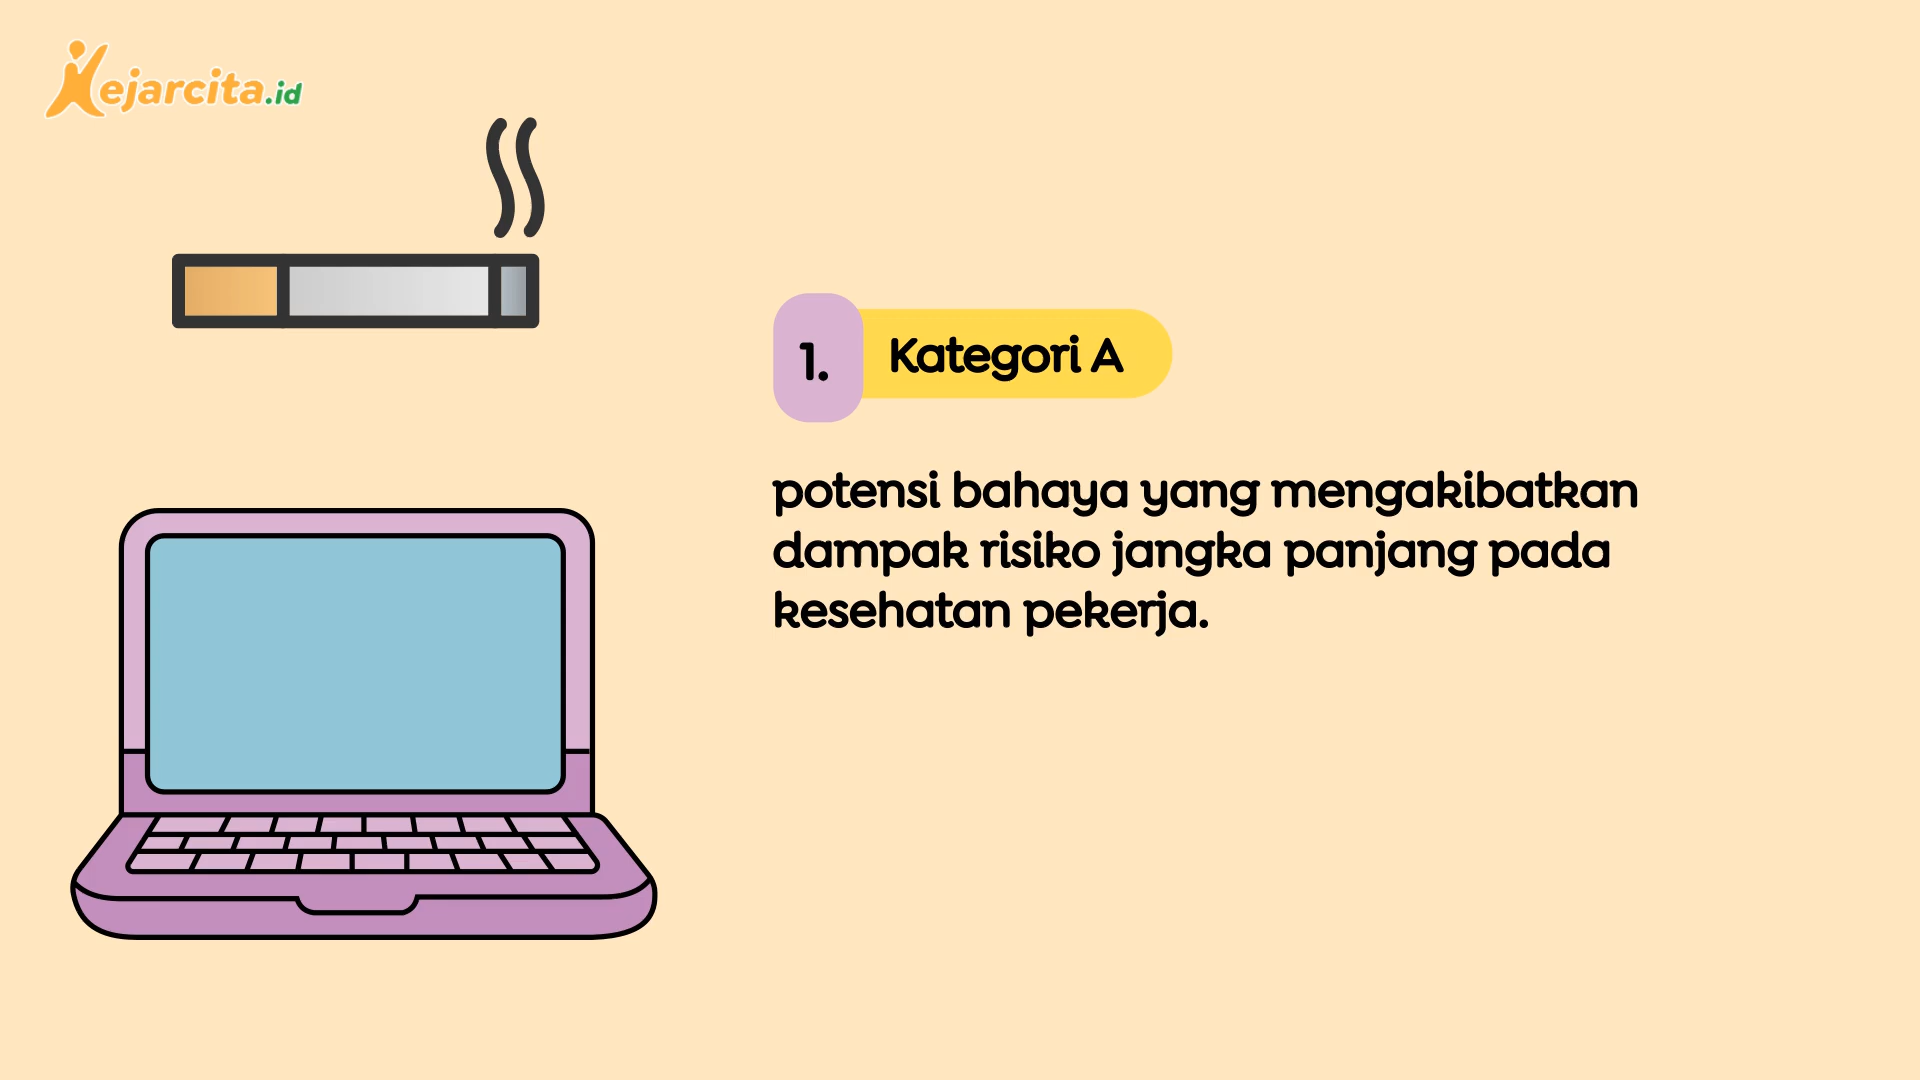 Kejarcita.id
1. Kategori A
potensi bahaya yang mengakibatkan
dampak risiko jangka panjang pada
kesehatan pekerja.